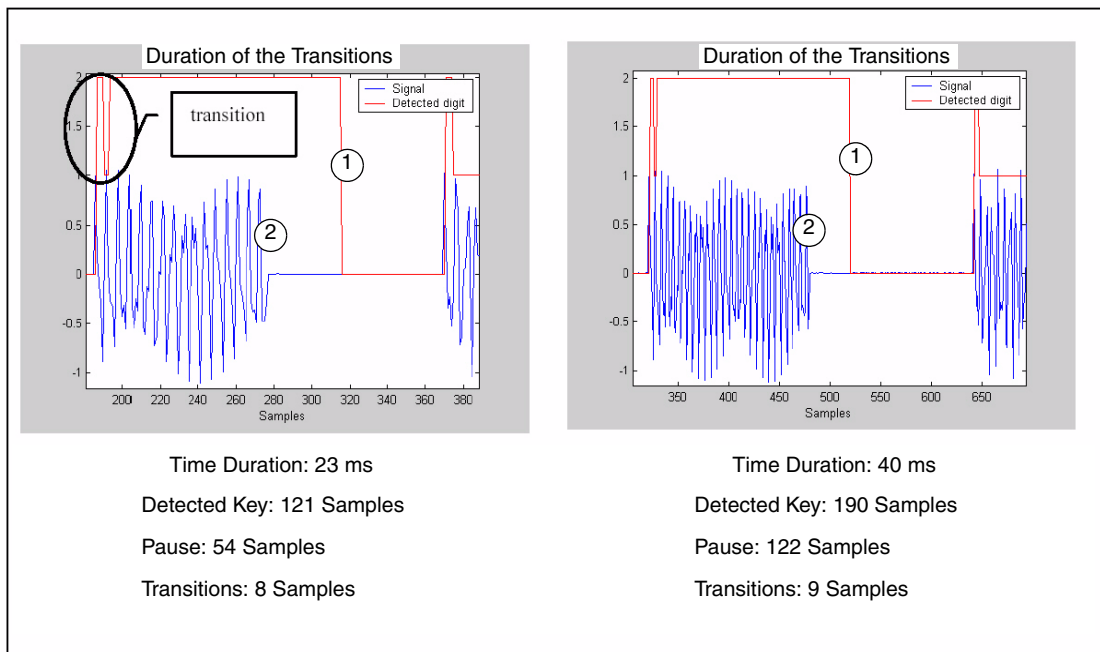 Duration of the Transitions
2
1.5
1
0.5
0
-0.5
-1
Signal
Detected digit
transition
1
2
200 220 240 260 280 300 320 340 360 380
Samples
Time Duration: 23 ms
Detected Key: 121 Samples
Pause: 54 Samples
Transitions: 8 Samples
Duration of the Transitions
2
1.5
1
0.5
0
-0.5
-1
Signal
Detected digit
1
2
350 400 450 500 550 600 650
Samples
Time Duration: 40 ms
Detected Key: 190 Samples
Pause: 122 Samples
Transitions: 9 Samples